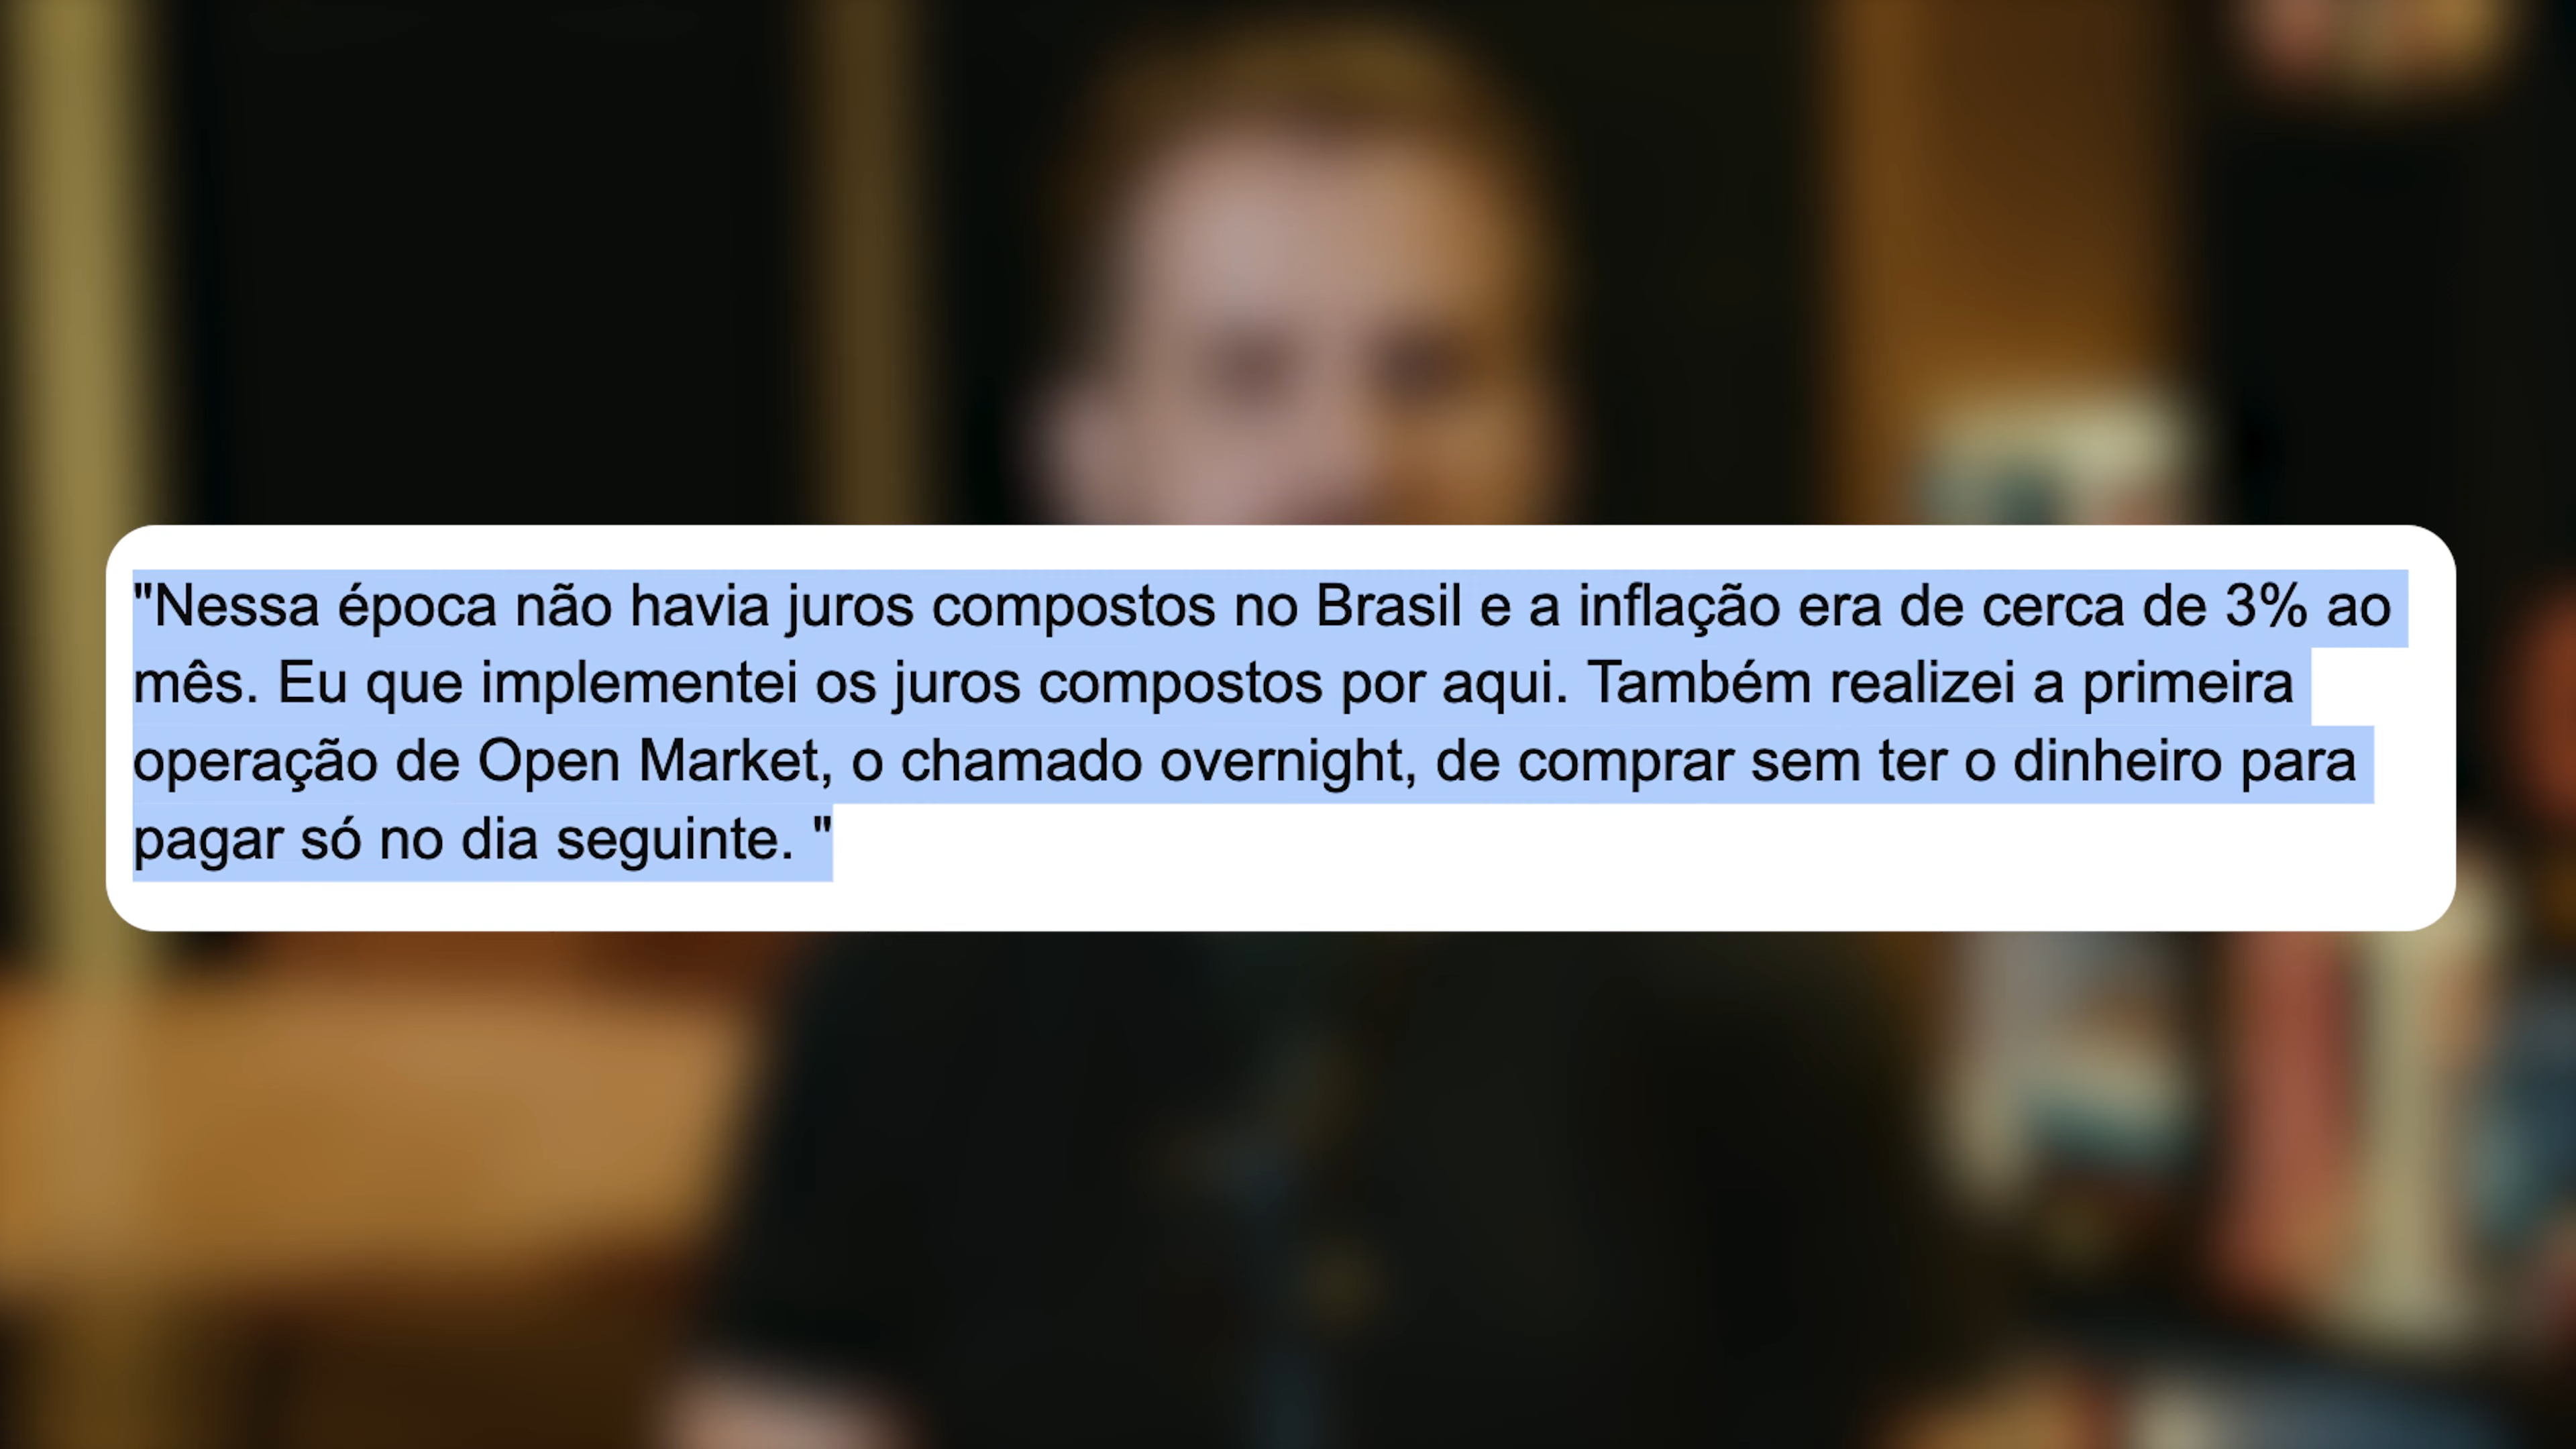 "Nessa época não havia juros compostos no Brasil e a inflação era de cerca de 3% ao
mês. Eu que implementei os juros compostos por aqui. Também realizei a primeira
operação de Open Market, o chamado overnight, de comprar sem ter o dinheiro para
pagar só no dia seguinte. "